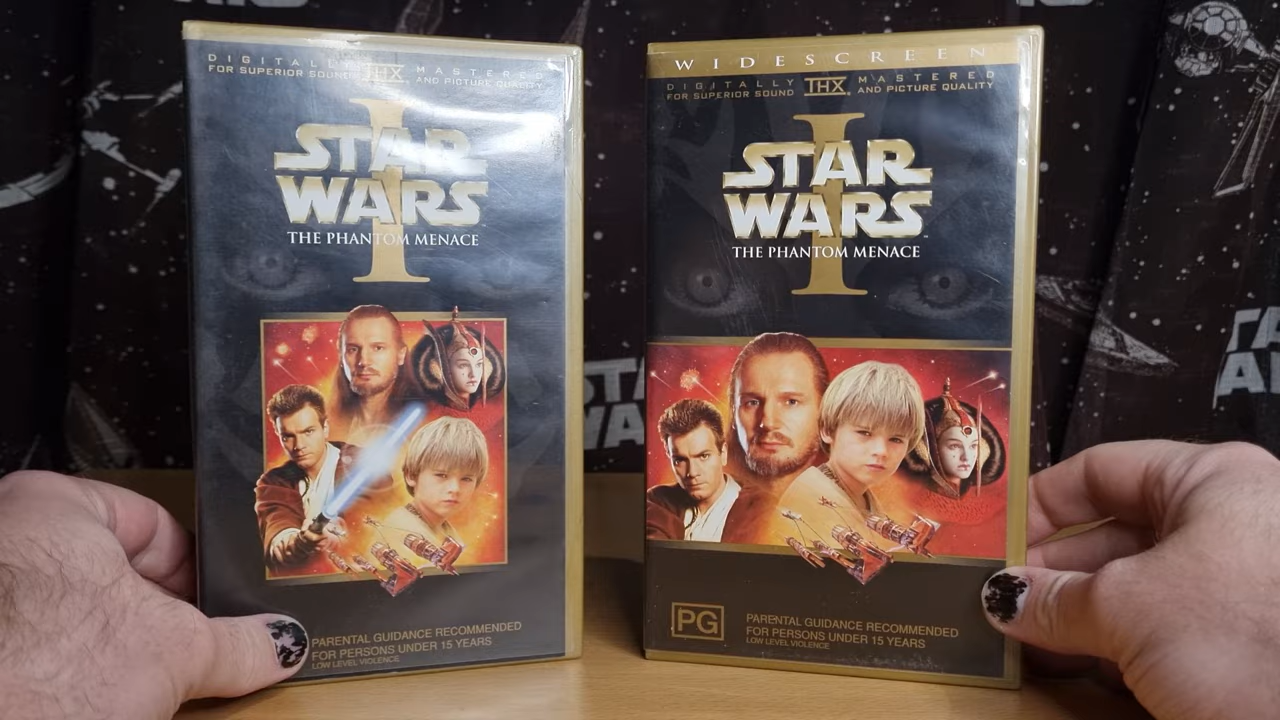 DIGITALLY THX MASTERED
FOR SUPERIOR SOUND AND PICTURE QUALITY
I
STAR
WARS
THE PHANTOM MENACE
PARENTAL GUIDANCE RECOMMENDED
FOR PERSONS UNDER 15 YEARS
LOW LEVEL VIOLENCE
WIDESCREEN
DIGITALLY THX MASTERED
FOR SUPERIOR SOUND AND PICTURE QUALITY
I
STAR
WARS
THE PHANTOM MENACE
PG
PARENTAL GUIDANCE RECOMMENDED
FOR PERSONS UNDER 15 YEARS
LOW LEVEL VIOLENCE
STA
WA